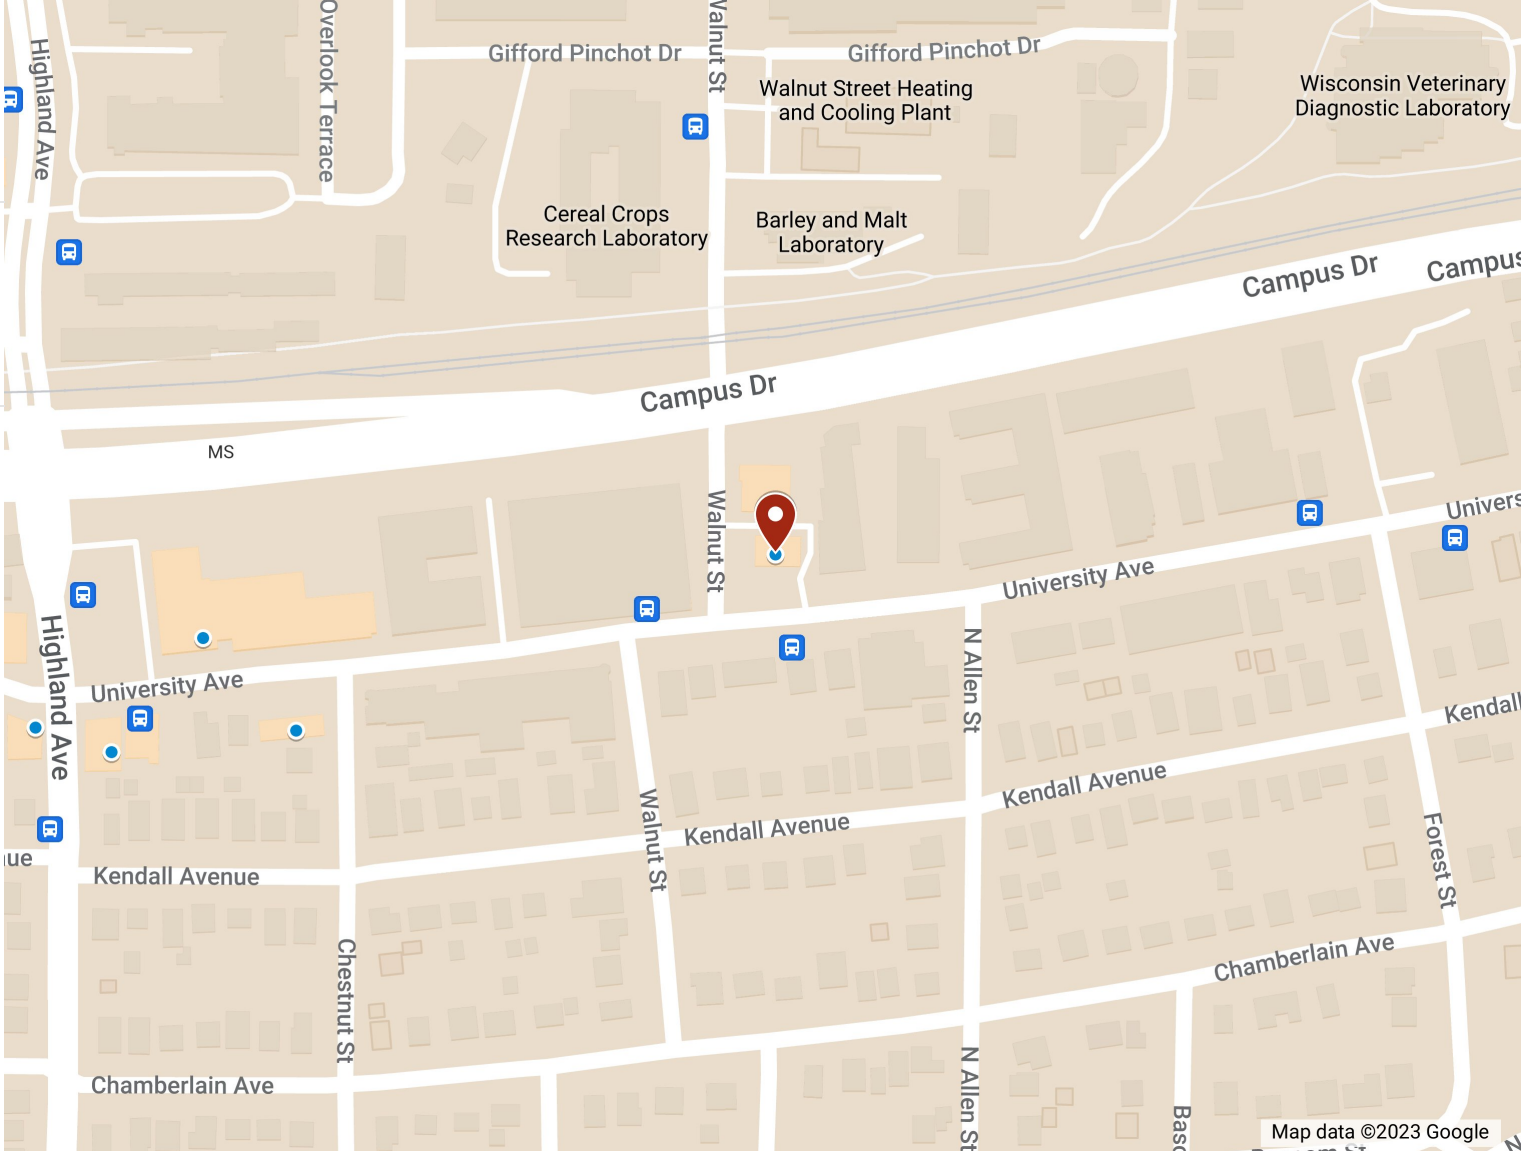 Highland Ave
Overlook Terrace
Gifford Pinchot Dr
Walnut St
Gifford Pinchot Dr
Walnut Street Heating
and Cooling Plant
Wisconsin Veterinary
Diagnostic Laboratory
Cereal Crops
Research Laboratory
Barley and Malt
Laboratory
Campus Dr
Campus
Campus Dr
MS
Walnut St
Univers
University Ave
Highland Ave
University Ave
N Allen St
Kendall
Kendall Avenue
Kendall Avenue
Walnut St
Forest St
nue
Kendall Avenue
Chestnut St
Chamberlain Ave
Chamberlain Ave
N Allen St
Basc
Map data ©2023 Google